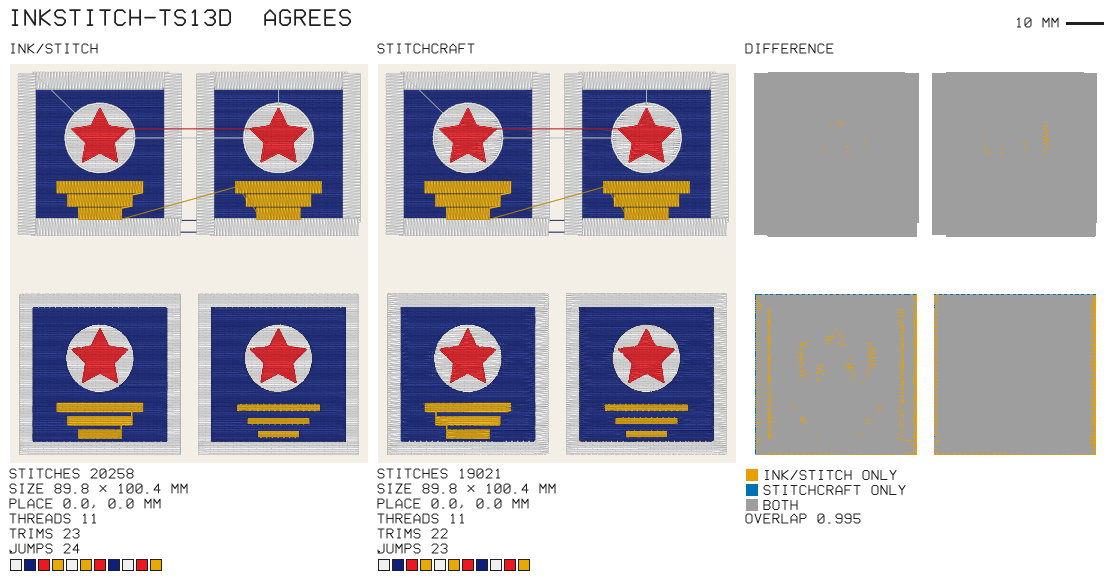 INKSTITCH-TS13D AGREES
10 MM
INK/STITCH
STITCHCRAFT
DIFFERENCE
STITCHES 20258
SIZE 89.8 × 100.4 MM
PLACE 0.0, 0.0 MM
THREADS 11
TRIMS 23
JUMPS 24
STITCHES 19021
SIZE 89.8 × 100.4 MM
PLACE 0.0, 0.0 MM
THREADS 11
TRIMS 22
JUMPS 23
INK/STITCH ONLY
STITCHCRAFT ONLY
BOTH
OVERLAP 0.995